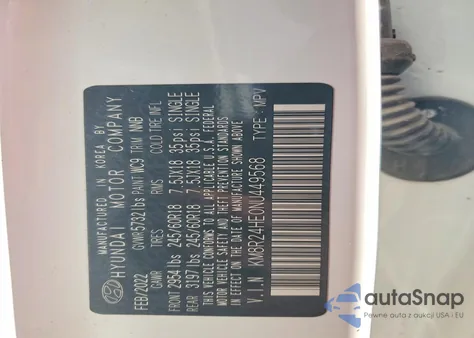 MANUFACTURED IN KOREA BY
HYUNDAI MOTOR COMPANY
FEB/2022 GVWR 5732 lbs PAINT WC9 TRIM NNB
GAWR TIRES RMS COLD TIRE INFL
FRONT 2954 lbs 245/60R18 7.5JX18 35psi SINGLE
REAR 3197 lbs 245/60R18 7.5JX18 35psi SINGLE
THIS VEHICLE CONFORMS TO ALL APPLICABLE U.S.A. FEDERAL
MOTOR VEHICLE SAFETY AND THEFT PREVENTION STANDARDS
IN EFFECT ON THE DATE OF MANUFACTURE SHOWN ABOVE.
V.I.N KM8R24HE0NU449568 TYPE MPV
autoSnap
Pewne auta z USA i EU